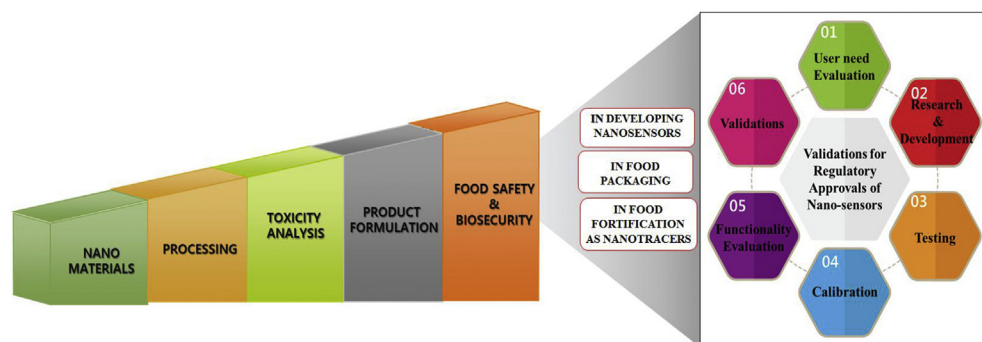 NANO
MATERIALS
PROCESSING
TOXICITY
ANALYSIS
PRODUCT
FORMULATION
FOOD SAFETY
&
BIOSECURITY
IN DEVELOPING
NANOSENSORS
IN FOOD
PACKAGING
IN FOOD
FORTIFICATION
AS NANOTRACERS
01
User need
Evaluation
02
Research
&
Development
03
Testing
04
Calibration
05
Functionality
Evaluation
06
Validations
Validations for
Regulatory
Approvals of
Nano-sensors